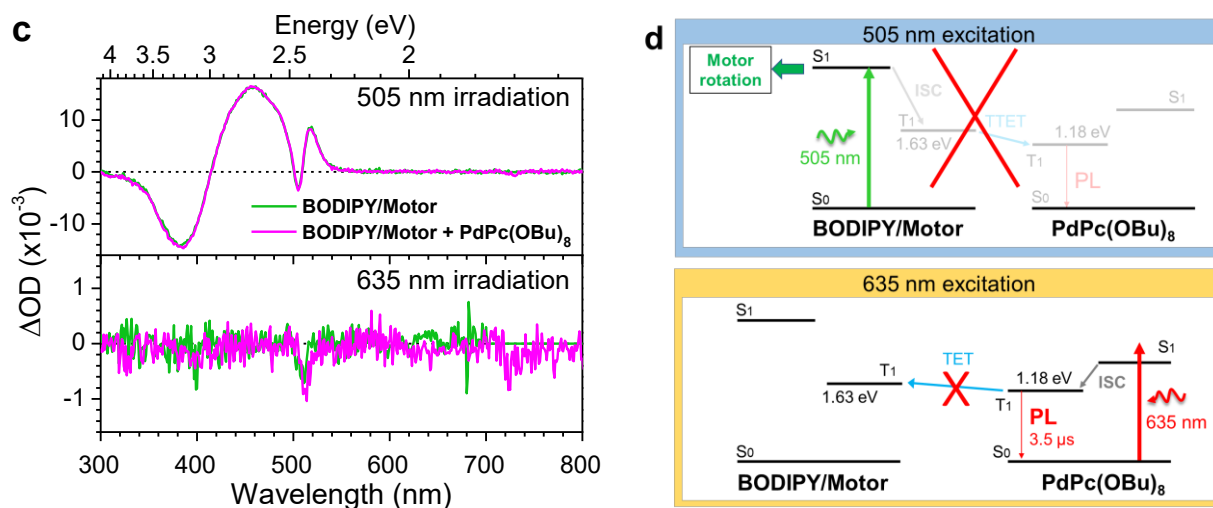 c
Energy (eV)
4 3.5 3 2.5 2
505 nm irradiation
BODIPY/Motor
BODIPY/Motor + PdPc(OBu)₈
10
0
-10
ΔOD (x10⁻³)
635 nm irradiation
1
0
-1
300 400 500 600 700 800
Wavelength (nm)
d
505 nm excitation
Motor
rotation
S₁
ISC
S₁
T₁
1.63 eV
TTET
1.18 eV
T₁
505 nm
PL
S₀
S₀
BODIPY/Motor
PdPc(OBu)₈
635 nm excitation
S₁
S₁
TET
ISC
T₁
1.18 eV
1.63 eV
T₁
PL
3.5 µs
635 nm
S₀
S₀
BODIPY/Motor
PdPc(OBu)₈